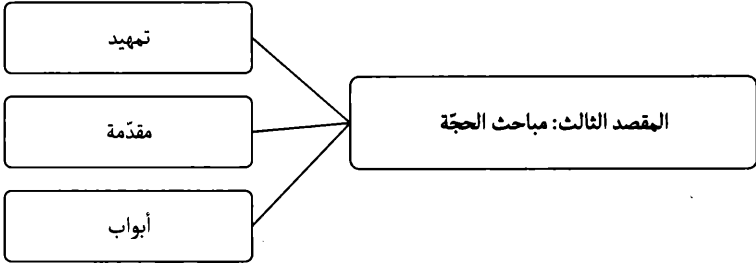 المقصد الثالث: مباحث الحجّة
تمهيد
مقدّمة
أبواب